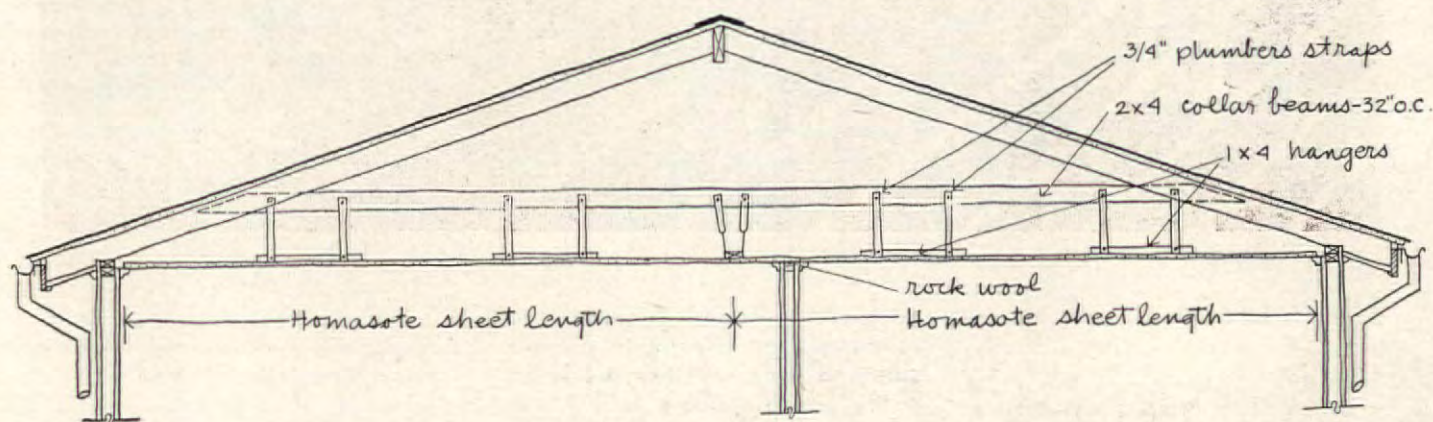 3/4" plumbers straps
2x4 collar beams-32"o.c.
1x4 hangers
rock wool
Homasote sheet length
Homasote sheet length